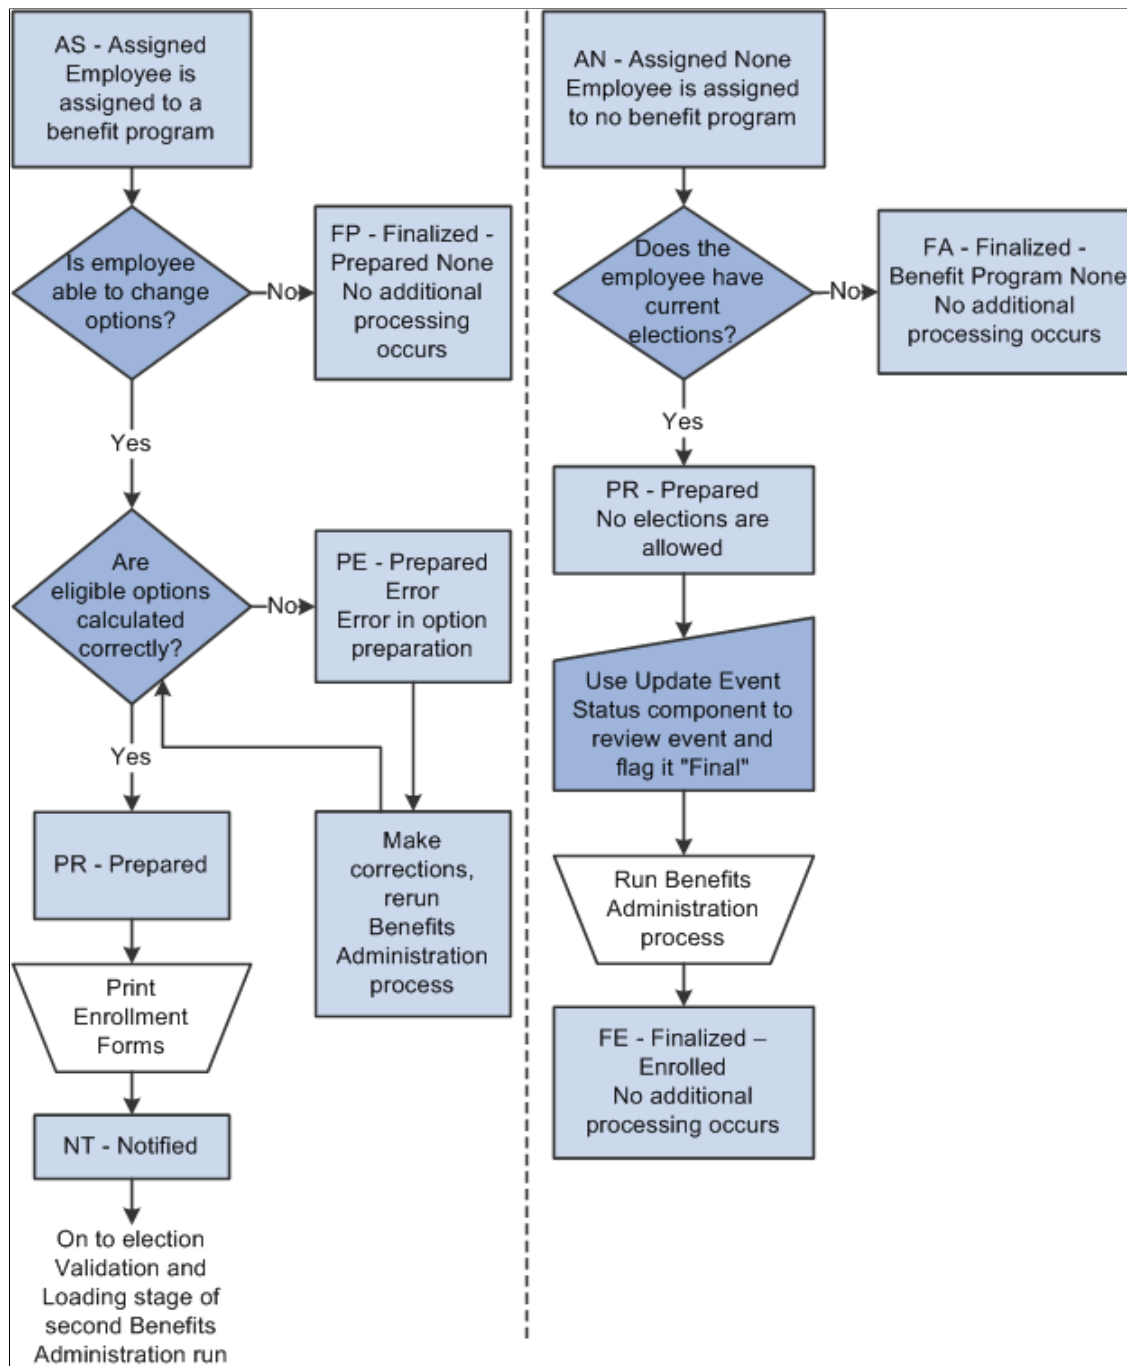 AS - Assigned
Employee is
assigned to a
benefit program
Is employee
able to change
options?
No
FP - Finalized -
Prepared None
No additional
processing
occurs
Yes
Are
eligible options
calculated
correctly?
No
PE - Prepared
Error
Error in option
preparation
Make
corrections,
rerun
Benefits
Administration
process
Yes
PR - Prepared
Print
Enrollment
Forms
NT - Notified
On to election
Validation and
Loading stage of
second Benefits
Administration run
AN - Assigned None
Employee is assigned
to no benefit program
Does the
employee have
current
elections?
No
FA - Finalized -
Benefit Program None
No additional
processing occurs
Yes
PR - Prepared
No elections are
allowed
Use Update Event
Status component to
review event and
flag it "Final"
Run Benefits
Administration
process
FE - Finalized –
Enrolled
No additional
processing occurs